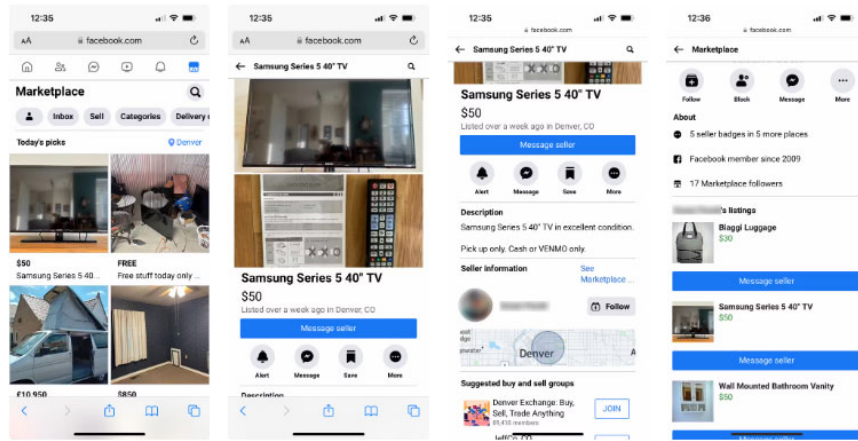 12:35
AA facebook.com
Marketplace
Inbox Sell Categories Delivery
Today's picks Denver
$50
Samsung Series 5 40...
FREE
Free stuff today only ...
£10,950
$850
12:35
AA facebook.com
Samsung Series 5 40" TV
Samsung Series 5 40" TV
$50
Listed over a week ago in Denver, CO
Message seller
Alert Message Save More
Description
12:35
facebook.com
Samsung Series 5 40" TV
XXD
Samsung Series 5 40" TV
$50
Listed over a week ago in Denver, CO
Message seller
Alert Message Save More
Description
Samsung Series 5 40" TV in excellent condition.
Pick up only. Cash or VENMO only.
Seller information See
Marketplace ...
Follow
Denver
Suggested buy and sell groups
Denver Exchange: Buy,
Sell, Trade Anything
members
JOIN
12:36
facebook.com
Marketplace
Follow Block Message More
About
5 seller badges in 5 more places
Facebook member since 2009
17 Marketplace followers
's listings
Biaggi Luggage
$30
Message seller
Samsung Series 5 40" TV
$50
Message seller
Wall Mounted Bathroom Vanity
$50
Message seller